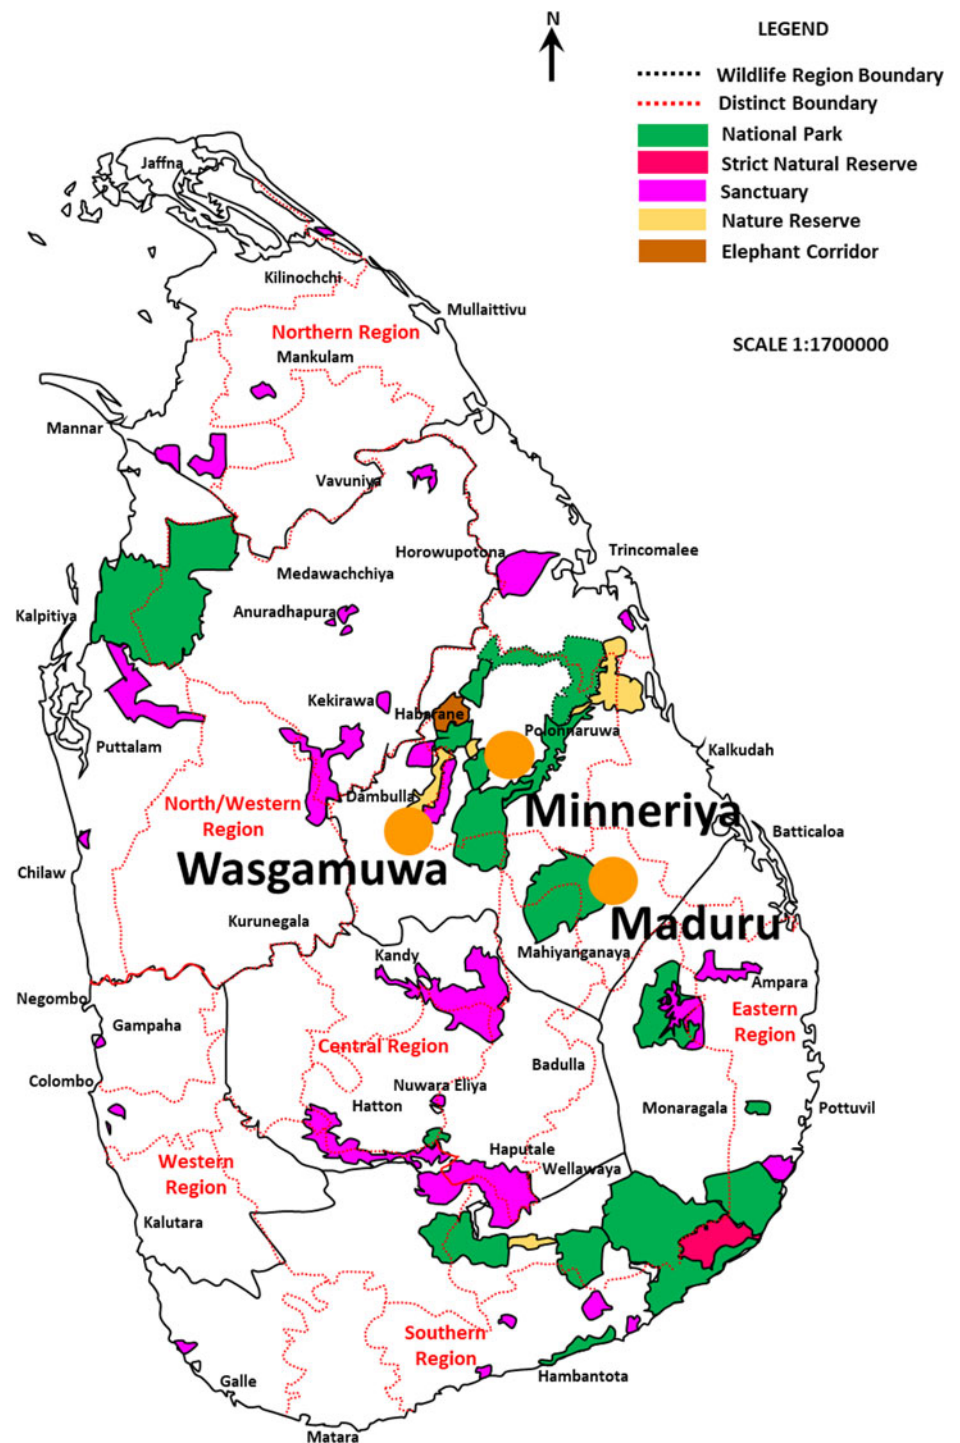 N
LEGEND
Wildlife Region Boundary
Distinct Boundary
National Park
Strict Natural Reserve
Sanctuary
Nature Reserve
Elephant Corridor
SCALE 1:1700000
Jaffna
Kilinochchi
Mullaittivu
Northern Region
Mankulam
Mannar
Vavuniya
Horowupotona
Trincomalee
Medawachchiya
Anuradhapura
Kalpitiya
Kekirawa
Habarane
Polonnaruwa
Puttalam
Kalkudah
Dambulla
North/Western
Region
Minneriya
Batticaloa
Wasgamuwa
Chilaw
Maduru
Kurunegala
Mahiyanganaya
Kandy
Ampara
Negombo
Gampaha
Eastern
Region
Central Region
Badulla
Colombo
Nuwara Eliya
Hatton
Monaragala
Pottuvil
Haputale
Western
Region
Wellawaya
Kalutara
Southern
Region
Hambantota
Galle
Matara